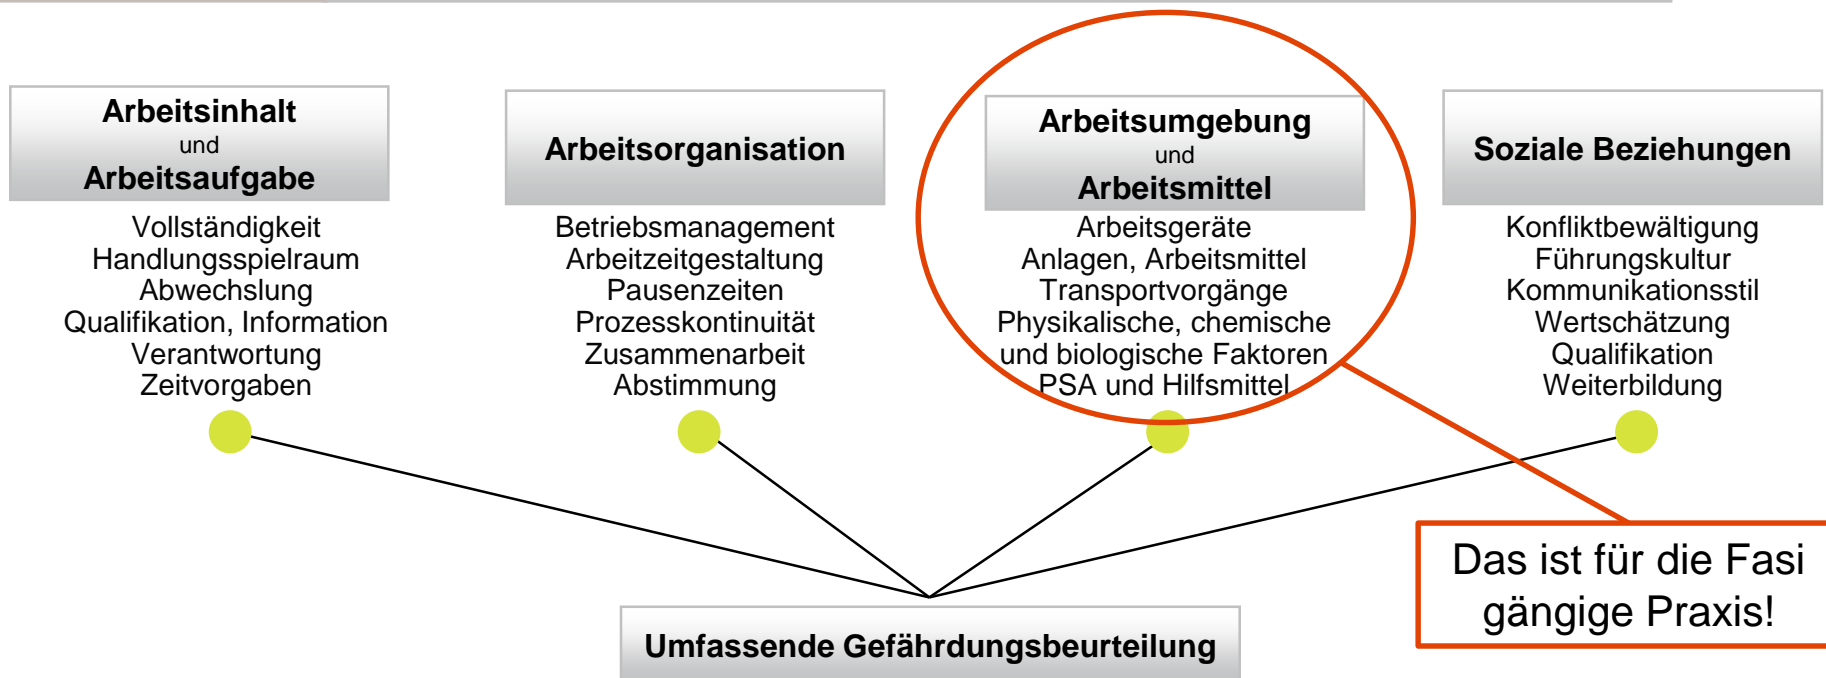 Arbeitsinhalt
und
Arbeitsaufgabe
Vollständigkeit
Handlungsspielraum
Abwechslung
Qualifikation, Information
Verantwortung
Zeitvorgaben
Arbeitsorganisation
Betriebsmanagement
Arbeitzeitgestaltung
Pausenzeiten
Prozesskontinuität
Zusammenarbeit
Abstimmung
Arbeitsumgebung
und
Arbeitsmittel
Arbeitsgeräte
Anlagen, Arbeitsmittel
Transportvorgänge
Physikalische, chemische
und biologische Faktoren
PSA und Hilfsmittel
Soziale Beziehungen
Konfliktbewältigung
Führungskultur
Kommunikationsstil
Wertschätzung
Qualifikation
Weiterbildung
Das ist für die Fasi
gängige Praxis!
Umfassende Gefährdungsbeurteilung